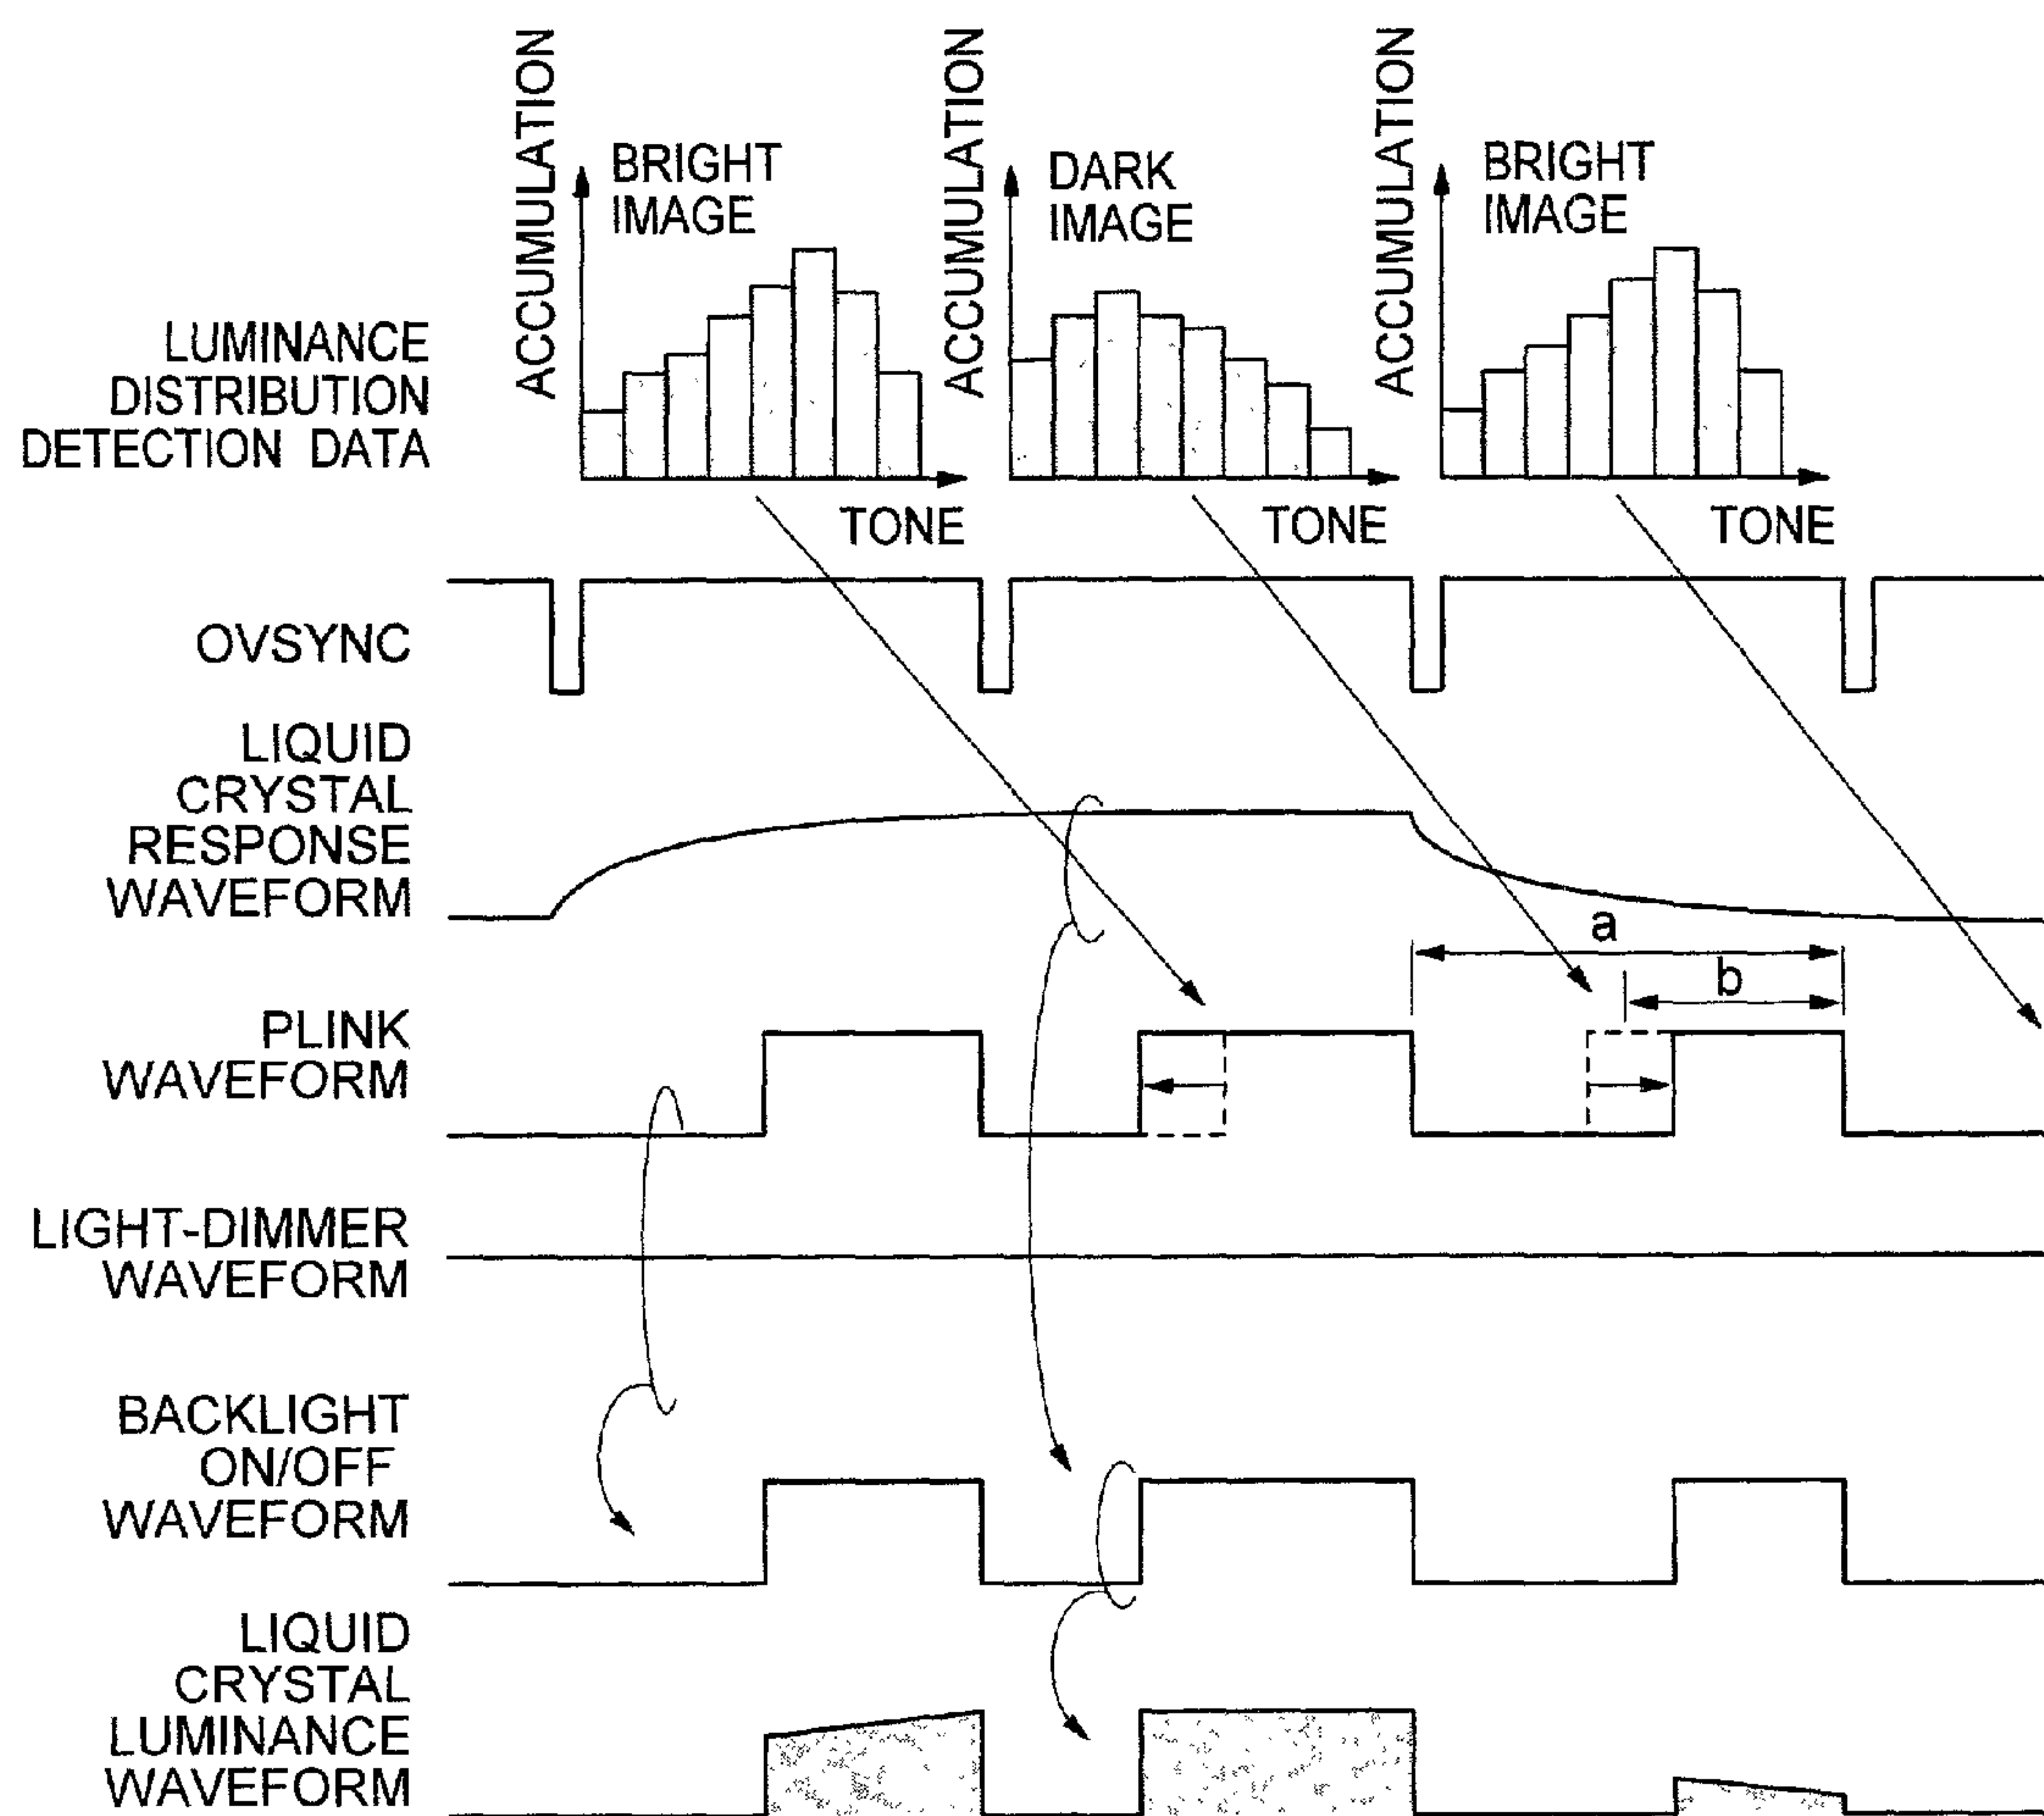 ACCUMULATION
BRIGHT
IMAGE
ACCUMULATION
DARK
IMAGE
ACCUMULATION
BRIGHT
IMAGE
LUMINANCE
DISTRIBUTION
DETECTION DATA
TONE
TONE
TONE
OVSYNC
LIQUID
CRYSTAL
RESPONSE
WAVEFORM
a
b
PLINK
WAVEFORM
LIGHT-DIMMER
WAVEFORM
BACKLIGHT
ON/OFF
WAVEFORM
LIQUID
CRYSTAL
LUMINANCE
WAVEFORM